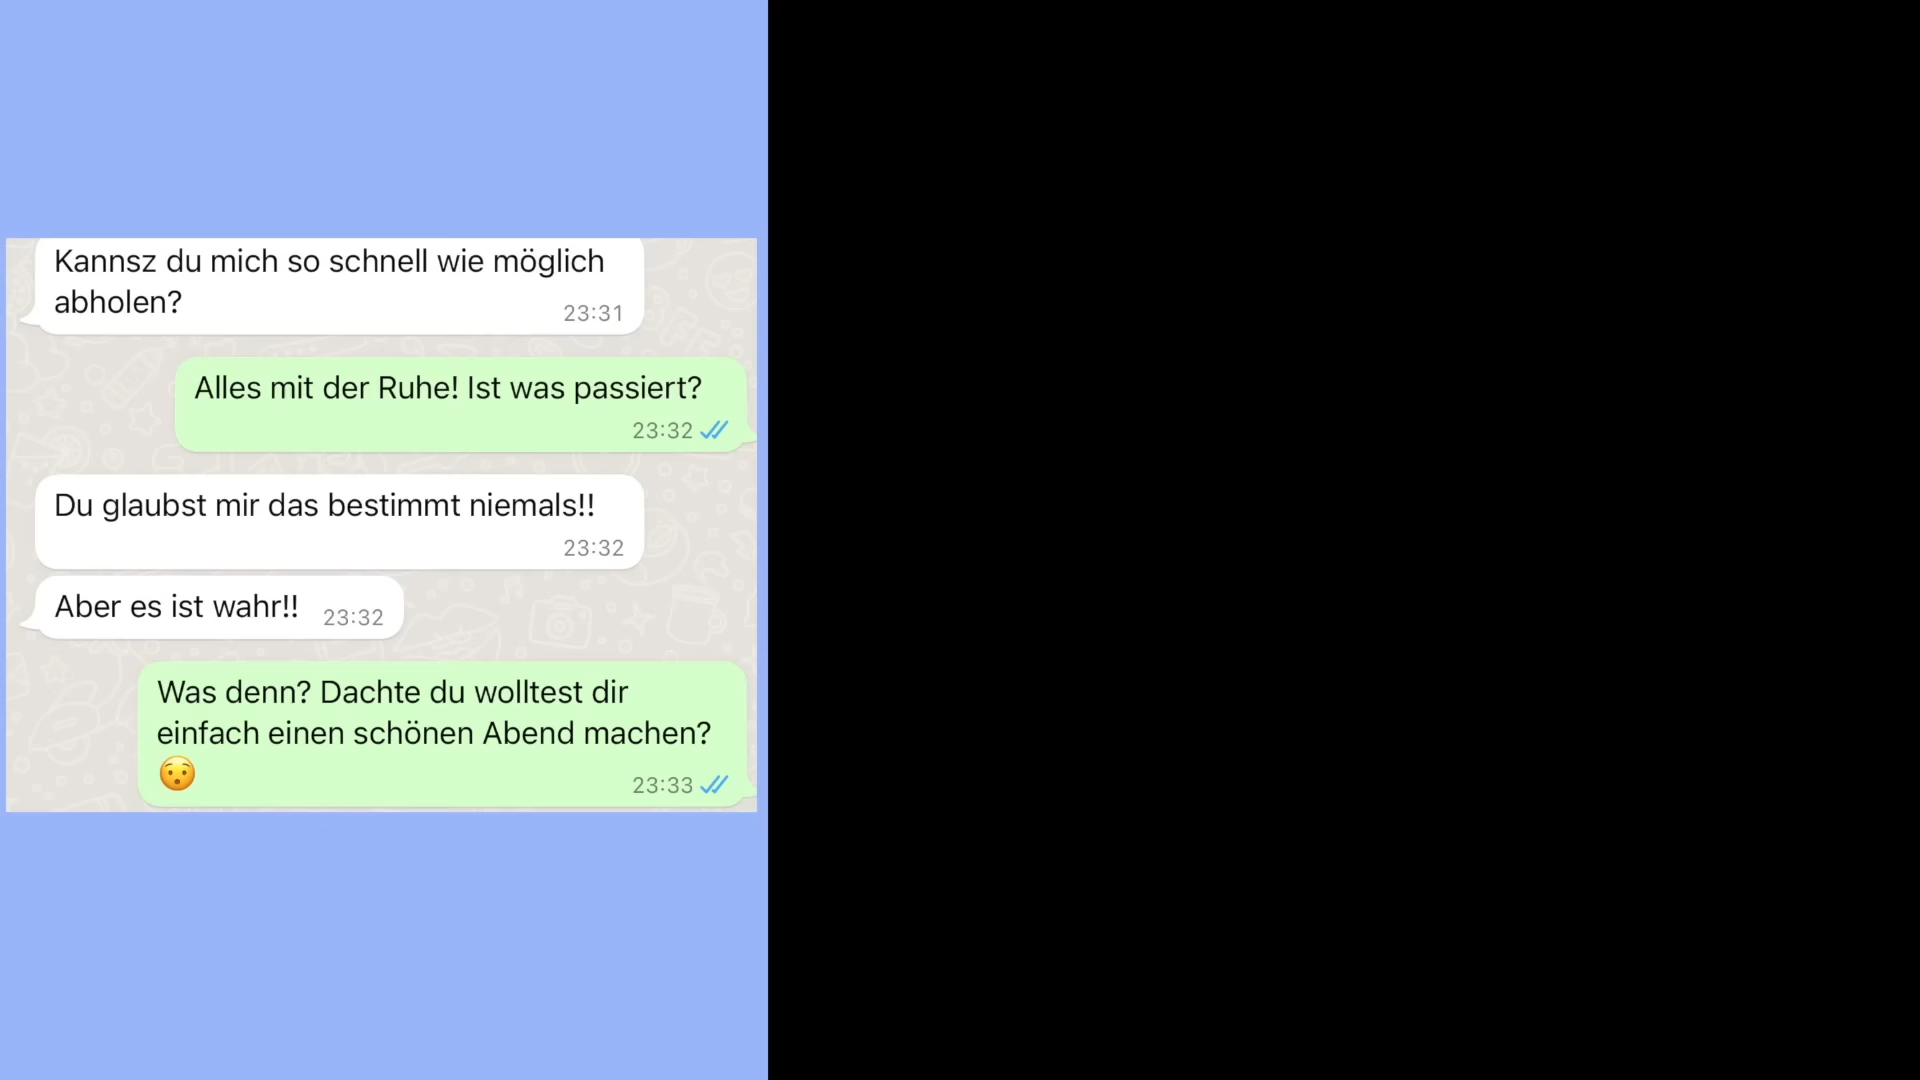 Kannsz du mich so schnell wie möglich
abholen?
23:31
Alles mit der Ruhe! Ist was passiert?
23:32
Du glaubst mir das bestimmt niemals!!
23:32
Aber es ist wahr!! 23:32
Was denn? Dachte du wolltest dir
einfach einen schönen Abend machen?
😯
23:33